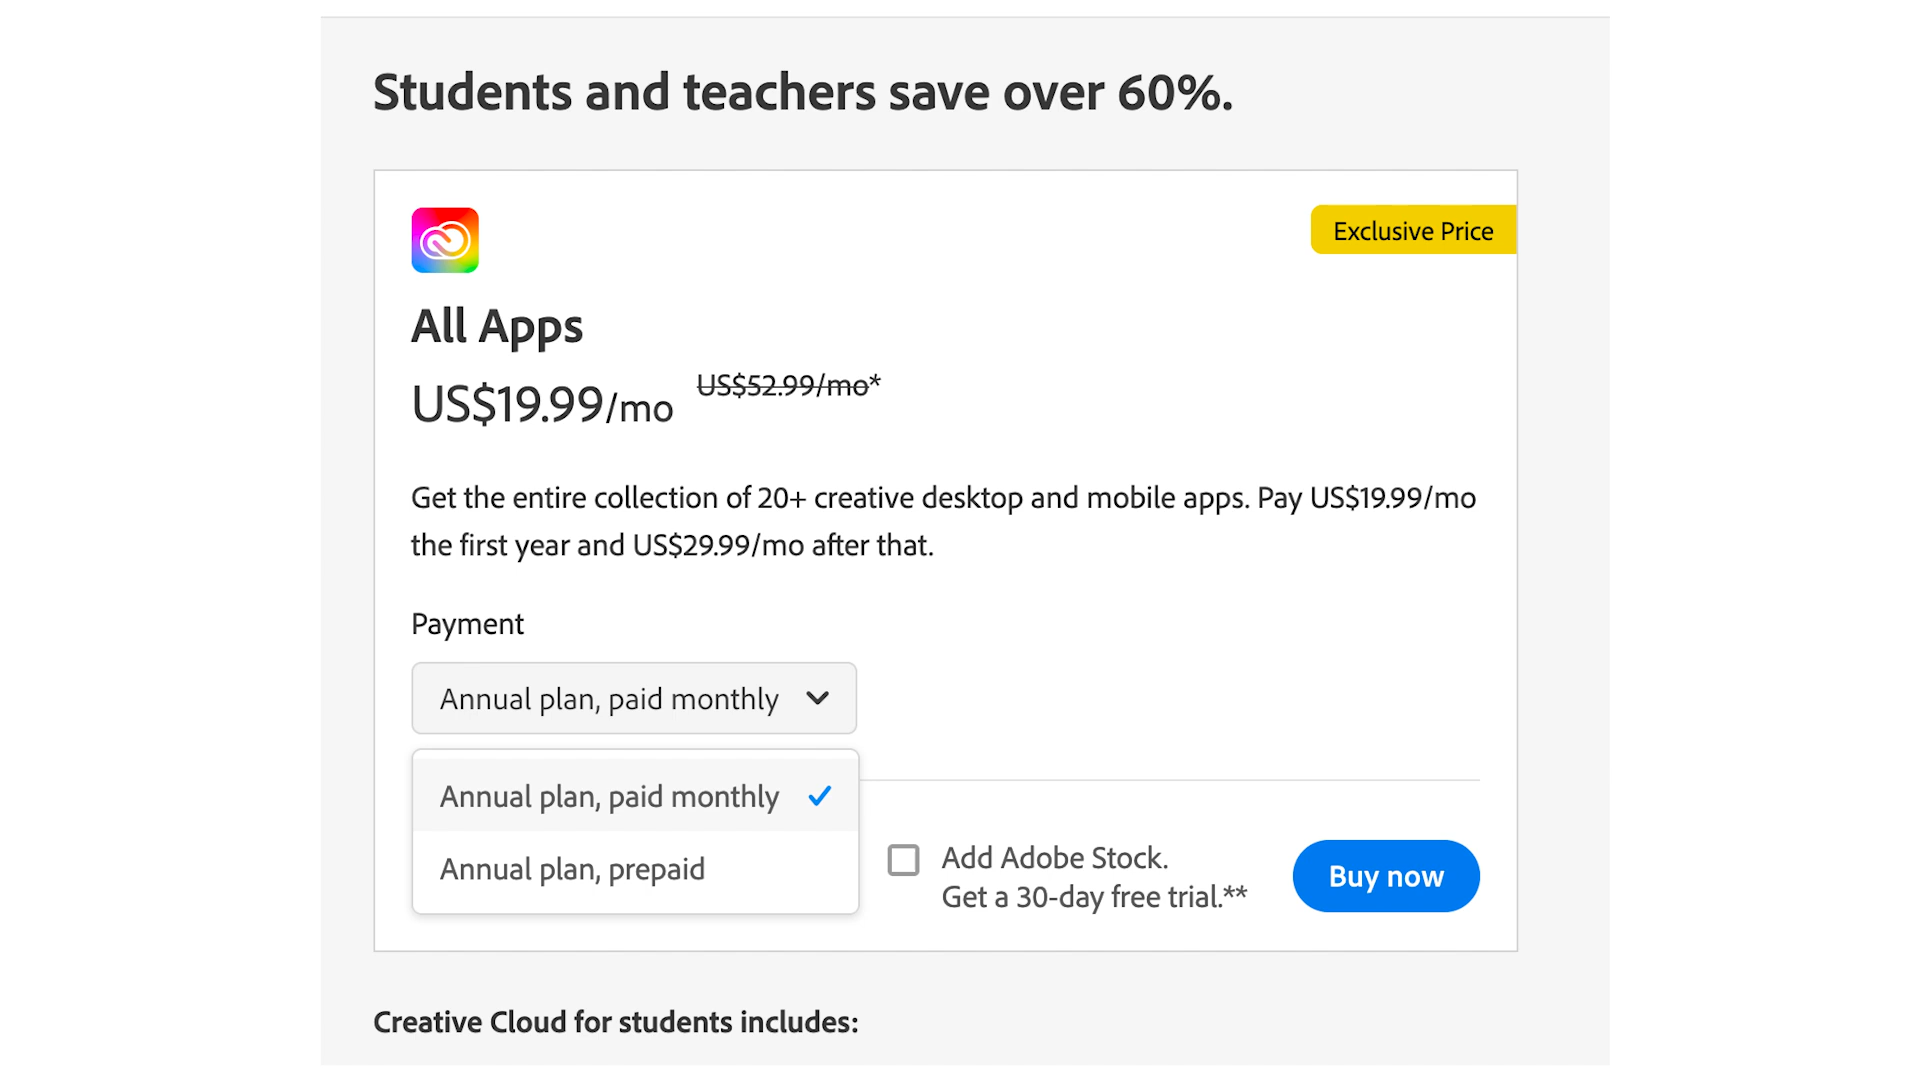 Students and teachers save over 60%.
Exclusive Price
All Apps
US$19.99/mo US$52.99/mo*
Get the entire collection of 20+ creative desktop and mobile apps. Pay US$19.99/mo
the first year and US$29.99/mo after that.
Payment
Annual plan, paid monthly
Annual plan, paid monthly
Annual plan, prepaid
Add Adobe Stock.
Get a 30-day free trial.**
Buy now
Creative Cloud for students includes: